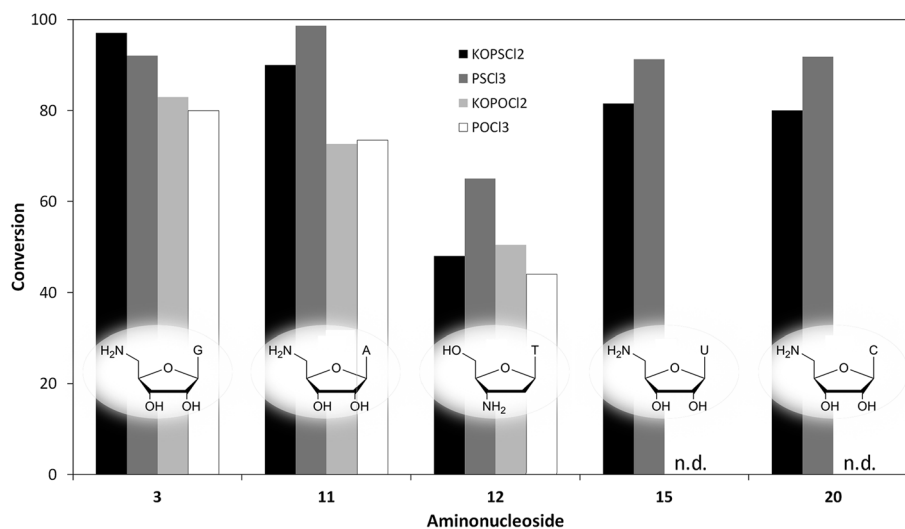 100
80
60
40
20
0
Conversion
KOPSCl2
PSCl3
KOPOCl2
POCl3
H₂N
O
G
OH
OH
H₂N
O
A
OH
OH
HO
O
T
NH₂
H₂N
O
U
OH
OH
H₂N
O
C
OH
OH
n.d.
n.d.
3
11
12
15
20
Aminonucleoside